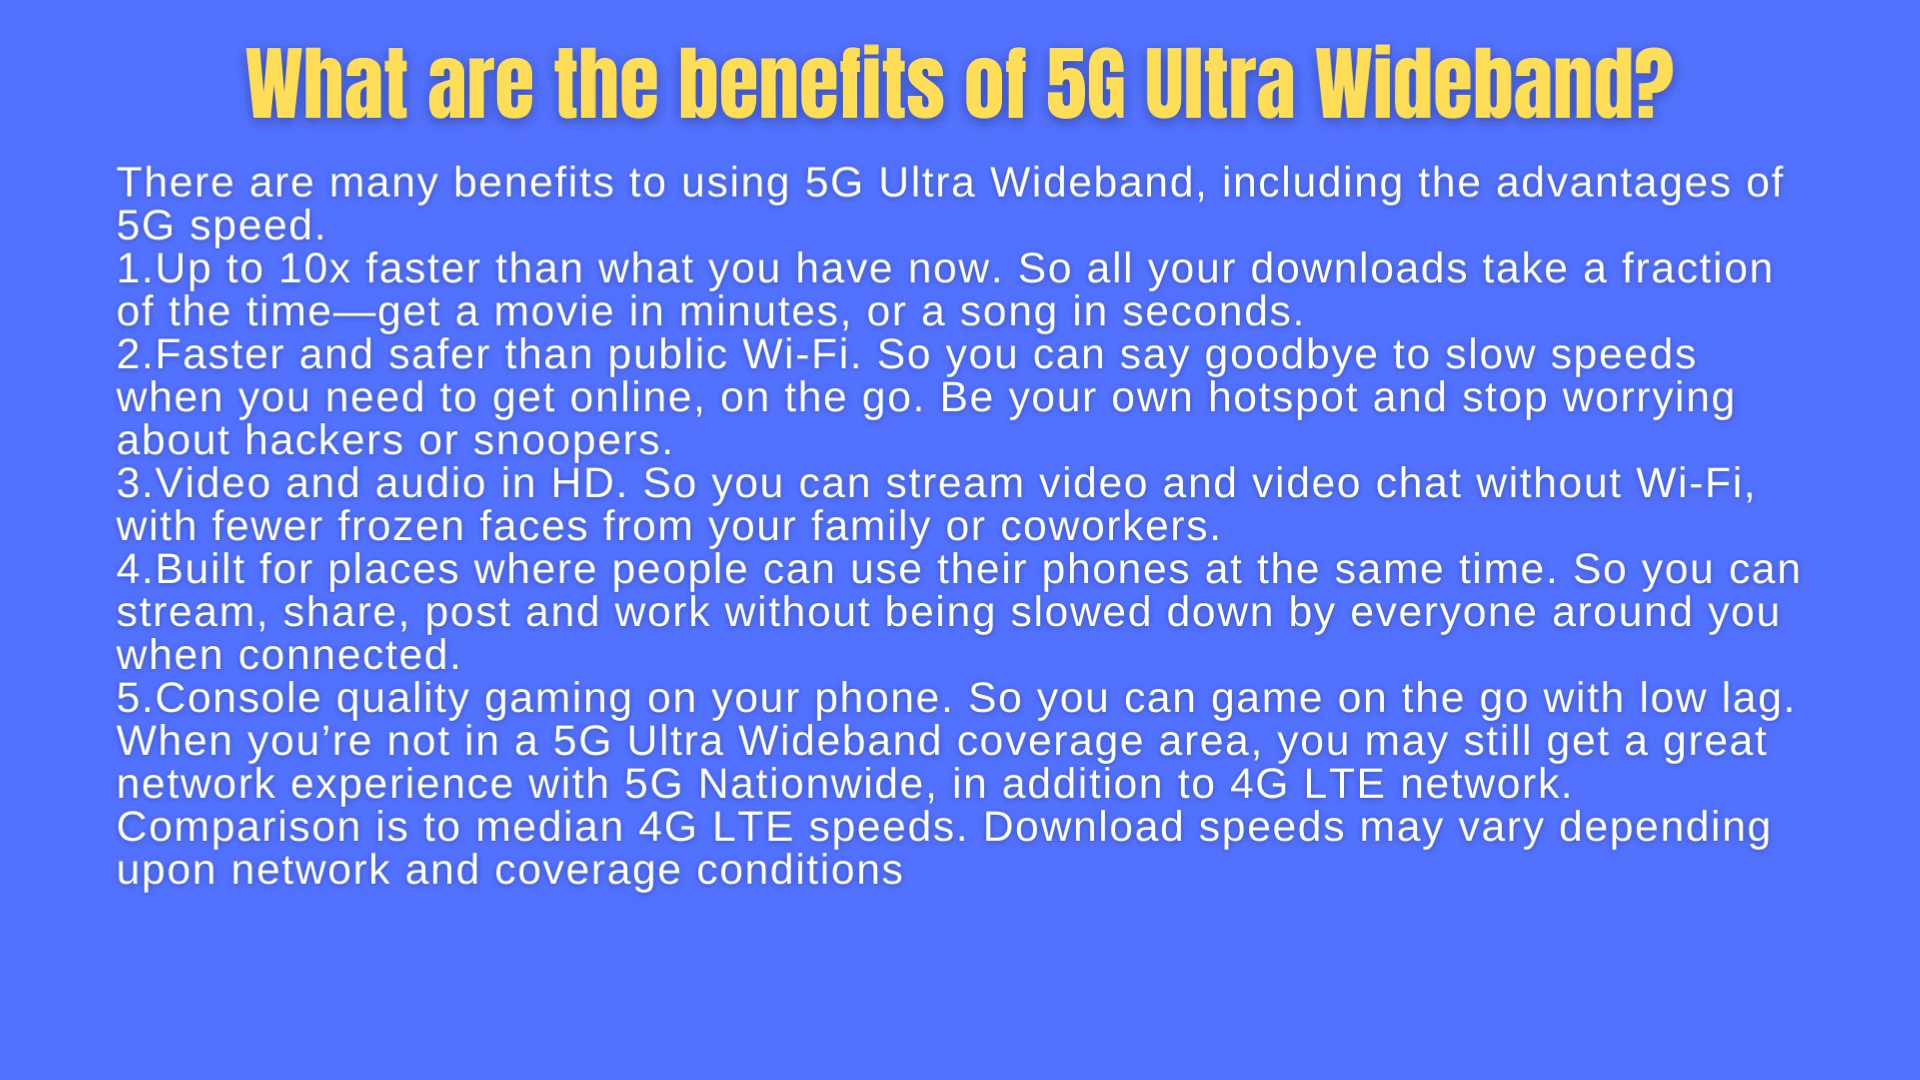 What are the benefits of 5G Ultra Wideband?
There are many benefits to using 5G Ultra Wideband, including the advantages of
5G speed.
1.Up to 10x faster than what you have now. So all your downloads take a fraction
of the time—get a movie in minutes, or a song in seconds.
2.Faster and safer than public Wi-Fi. So you can say goodbye to slow speeds
when you need to get online, on the go. Be your own hotspot and stop worrying
about hackers or snoopers.
3.Video and audio in HD. So you can stream video and video chat without Wi-Fi,
with fewer frozen faces from your family or coworkers.
4.Built for places where people can use their phones at the same time. So you can
stream, share, post and work without being slowed down by everyone around you
when connected.
5.Console quality gaming on your phone. So you can game on the go with low lag.
When you’re not in a 5G Ultra Wideband coverage area, you may still get a great
network experience with 5G Nationwide, in addition to 4G LTE network.
Comparison is to median 4G LTE speeds. Download speeds may vary depending
upon network and coverage conditions